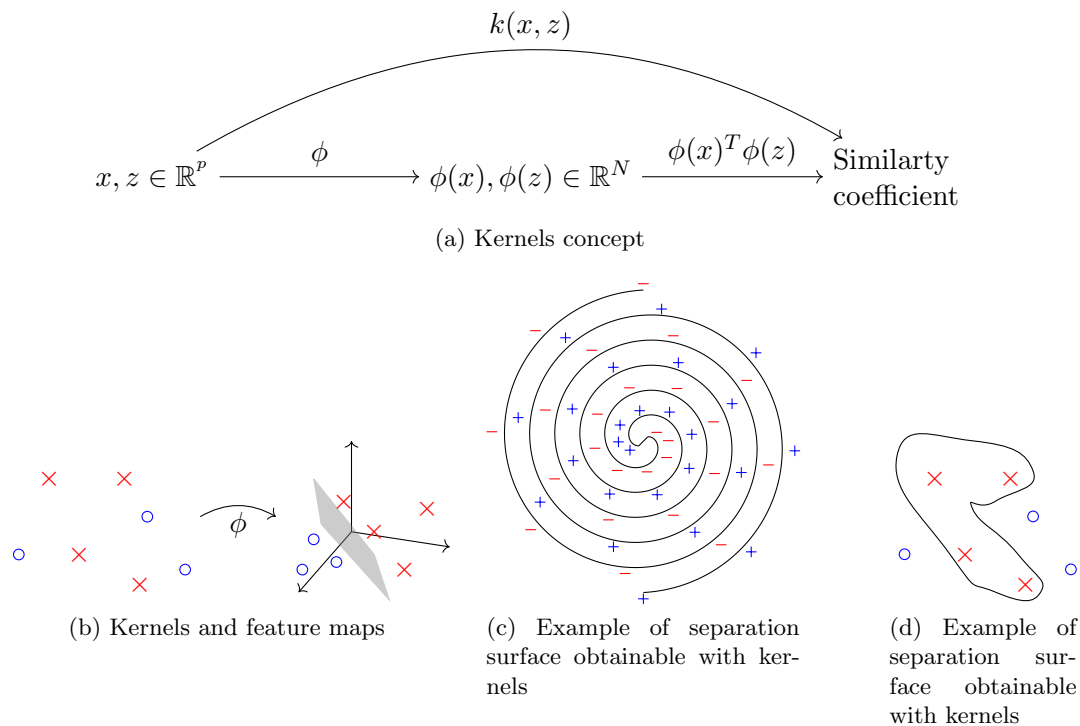 k(x, z)
x, z ∈ ℝ^p
ϕ
ϕ(x), ϕ(z) ∈ ℝ^N
ϕ(x)^T ϕ(z)
Similarty
coefficient
(a) Kernels concept
ϕ
(b) Kernels and feature maps
(c) Example of separation
surface obtainable with ker-
nels
(d) Example of
separation sur-
face obtainable
with kernels